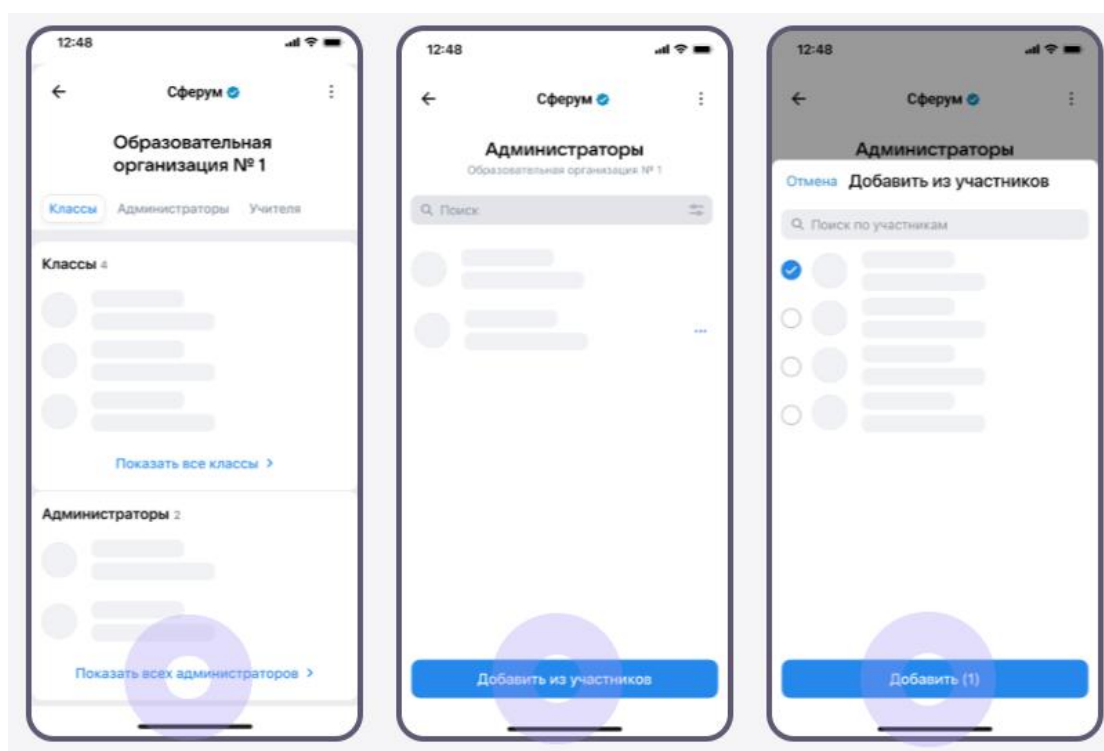 12:48
Сферум
Образовательная
организация № 1
Классы Администраторы Учителя
Классы 4
Показать все классы >
Администраторы 2
Показать всех администраторов >
12:48
Сферум
Администраторы
Образовательная организация № 1
Поиск
Добавить из участников
12:48
Сферум
Администраторы
Отмена Добавить из участников
Поиск по участникам
Добавить (1)